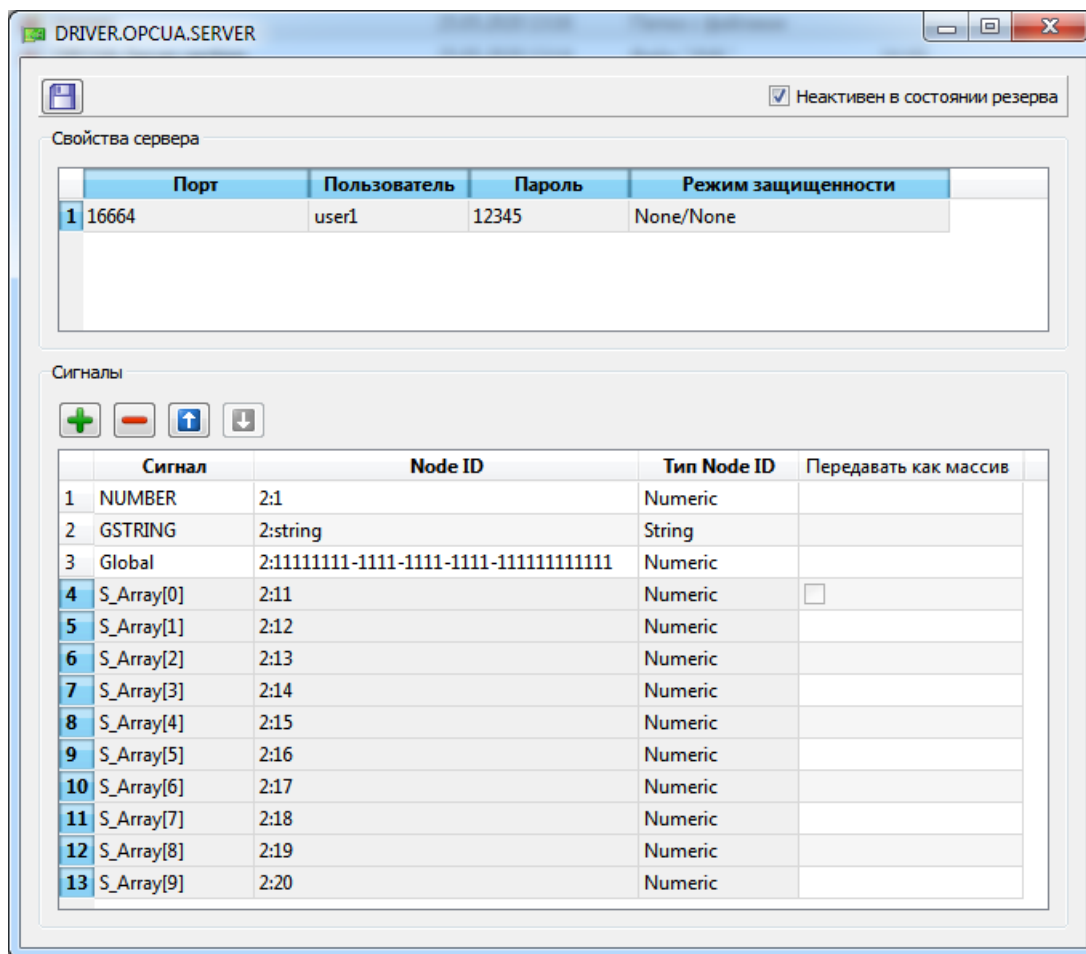 DRIVER.OPCUA.SERVER
Неактивен в состоянии резерва
Свойства сервера
Порт Пользователь Пароль Режим защищенности
1 16664 user1 12345 None/None
Сигналы
Сигнал Node ID Тип Node ID Передавать как массив
1 NUMBER 2:1 Numeric
2 GSTRING 2:string String
3 Global 2:11111111-1111-1111-1111-111111111111 Numeric
4 S_Array[0] 2:11 Numeric
5 S_Array[1] 2:12 Numeric
6 S_Array[2] 2:13 Numeric
7 S_Array[3] 2:14 Numeric
8 S_Array[4] 2:15 Numeric
9 S_Array[5] 2:16 Numeric
10 S_Array[6] 2:17 Numeric
11 S_Array[7] 2:18 Numeric
12 S_Array[8] 2:19 Numeric
13 S_Array[9] 2:20 Numeric